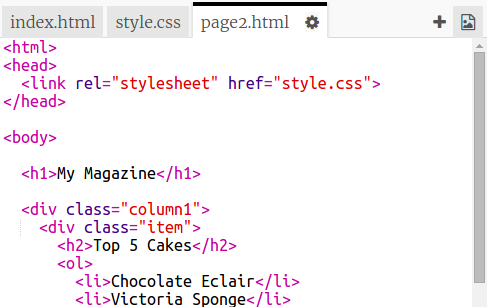 index.html style.css page2.html
<html>
<head>
  <link rel="stylesheet" href="style.css">
</head>

<body>

  <h1>My Magazine</h1>

  <div class="column1">
    <div class="item">
      <h2>Top 5 Cakes</h2>
      <ol>
        <li>Chocolate Eclair</li>
        <li>Victoria Sponge</li>